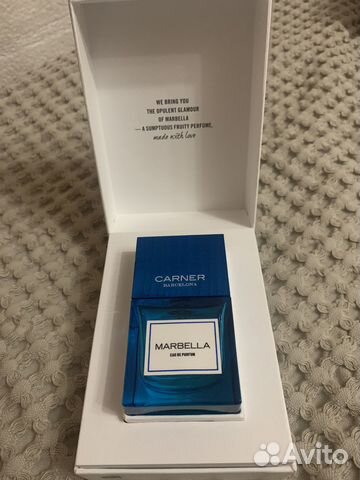 WE BRING YOU
THE OPULENT GLAMOUR
OF MARBELLA
— A SUMPTUOUS FRUITY PERFUME,
made with love
CARNER
BARCELONA
MARBELLA
EAU DE PARFUM
Avito